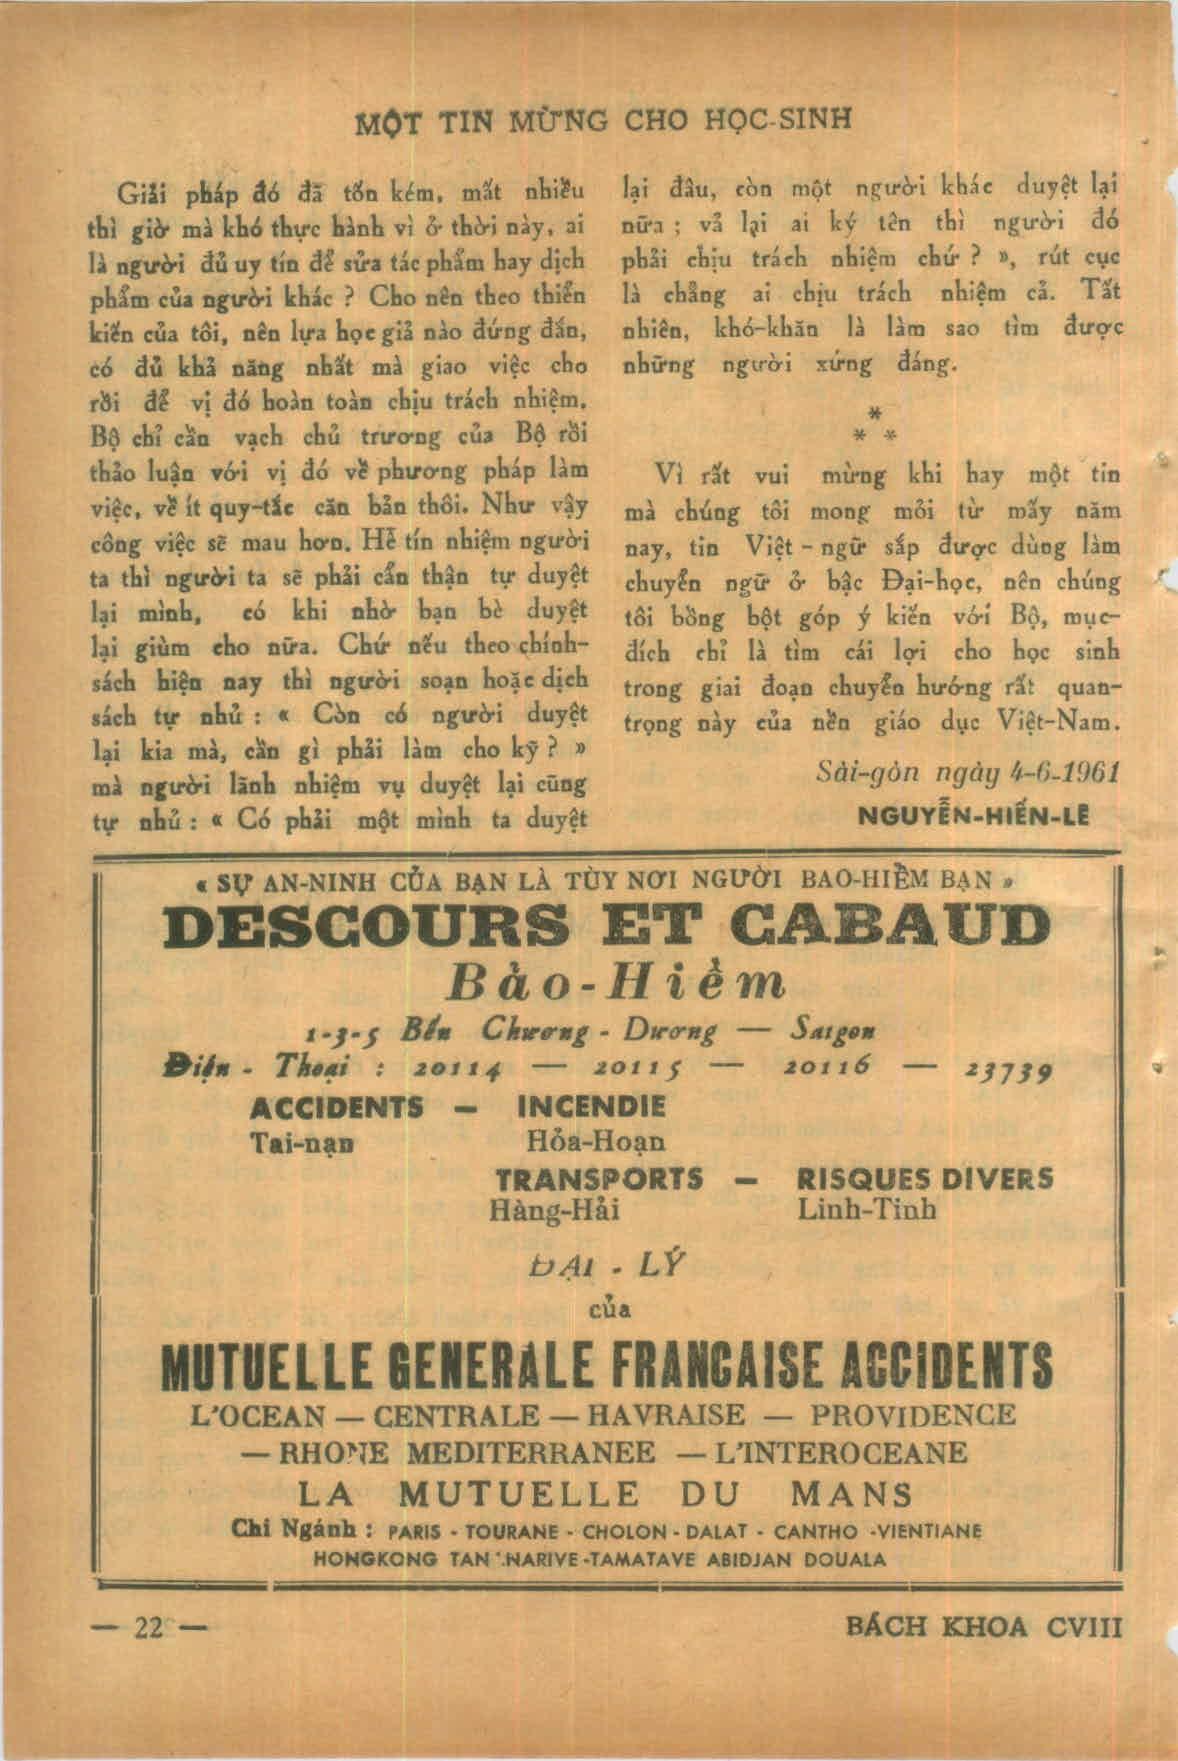 MỘT TIN MỪNG CHO HỌC-SINH
Giải pháp đó đã tốn kém, mất nhiều
thì giờ mà khó thực hành vì ở thời này, ai
là người đủ uy tín để sửa tác phẩm hay dịch
phẩm của người khác ? Cho nên theo thiển
kiến của tôi, nên lựa học giả nào đứng đắn,
có đủ khả năng nhất mà giao việc cho
rồi để vị đó hoàn toàn chịu trách nhiệm.
Bộ chỉ cần vạch chủ trương của Bộ rồi
thảo luận với vị đó về phương pháp làm
việc, về ít quy-tắc căn bản thôi. Như vậy
công việc sẽ mau hơn. Hễ tín nhiệm người
ta thì người ta sẽ phải cẩn thận tự duyệt
lại mình, có khi nhờ bạn bè duyệt
lại giùm cho nữa. Chứ nếu theo chính-
sách hiện nay thì người soạn hoặc dịch
sách tự nhủ : « Còn có người duyệt
lại kia mà, cần gì phải làm cho kỹ ? »
mà người lãnh nhiệm vụ duyệt lại cũng
tự nhủ : « Có phải một mình ta duyệt
lại đâu, còn một người khác duyệt lại
nữa ; vả lại ai ký tên thì người đó
phải chịu trách nhiệm chứ ? », rút cục
là chẳng ai chịu trách nhiệm cả. Tất
nhiên, khó-khăn là làm sao tìm được
những người xứng đáng.
*
* *
Vì rất vui mừng khi hay một tin
mà chúng tôi mong mỏi từ mấy năm
nay, tin Việt - ngữ sắp được dùng làm
chuyển ngữ ở bậc Đại-học, nên chúng
tôi bồng bột góp ý kiến với Bộ, mục-
đích chỉ là tìm cái lợi cho học sinh
trong giai đoạn chuyển hướng rất quan-
trọng này của nền giáo dục Việt-Nam.
Sài-gòn ngày 4-6-1961
NGUYỄN-HIẾN-LÊ
« SỰ AN-NINH CỦA BẠN LÀ TÙY NƠI NGƯỜI BAO-HIỀM BẠN »
DESCOURS ET CABAUD
Bảo-Hiểm
1-3-5 Bến Chương - Dương — Saigon
Điện - Thoại : 20114 — 20115 — 20116 — 23739
ACCIDENTS — INCENDIE
Tai-nạn Hỏa-Hoạn
TRANSPORTS — RISQUES DIVERS
Hàng-Hải Linh-Tinh
ĐẠI - LÝ
của
MUTUELLE GENERALE FRANCAISE ACCIDENTS
L'OCEAN — CENTRALE — HAVRAISE — PROVIDENCE
— RHONE MEDITERRANEE — L'INTEROCEANE
LA MUTUELLE DU MANS
Chi Ngánh : PARIS - TOURANE - CHOLON - DALAT - CANTHO -VIENTIANE
HONGKONG TANANARIVE -TAMATAVE ABIDJAN DOUALA
— 22 —
BÁCH KHOA CVIII